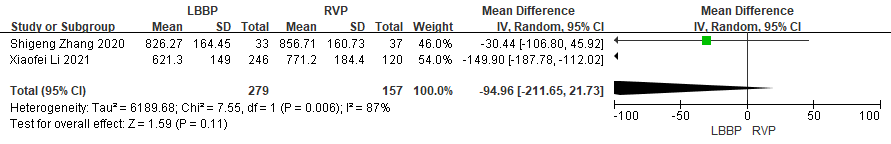 LBBP RVP Mean Difference Mean Difference
Study or Subgroup Mean SD Total Mean SD Total Weight IV, Random, 95% CI IV, Random, 95% CI
Shigeng Zhang 2020 826.27 164.45 33 856.71 160.73 37 46.0% -30.44 [-106.80, 45.92]
Xiaofei Li 2021 621.3 149 246 771.2 184.4 120 54.0% -149.90 [-187.78, -112.02]
Total (95% CI) 279 157 100.0% -94.96 [-211.65, 21.73]
Heterogeneity: Tau² = 6189.68; Chi² = 7.55, df = 1 (P = 0.006); I² = 87%
Test for overall effect: Z = 1.59 (P = 0.11)
-100 -50 0 50 100
LBBP RVP